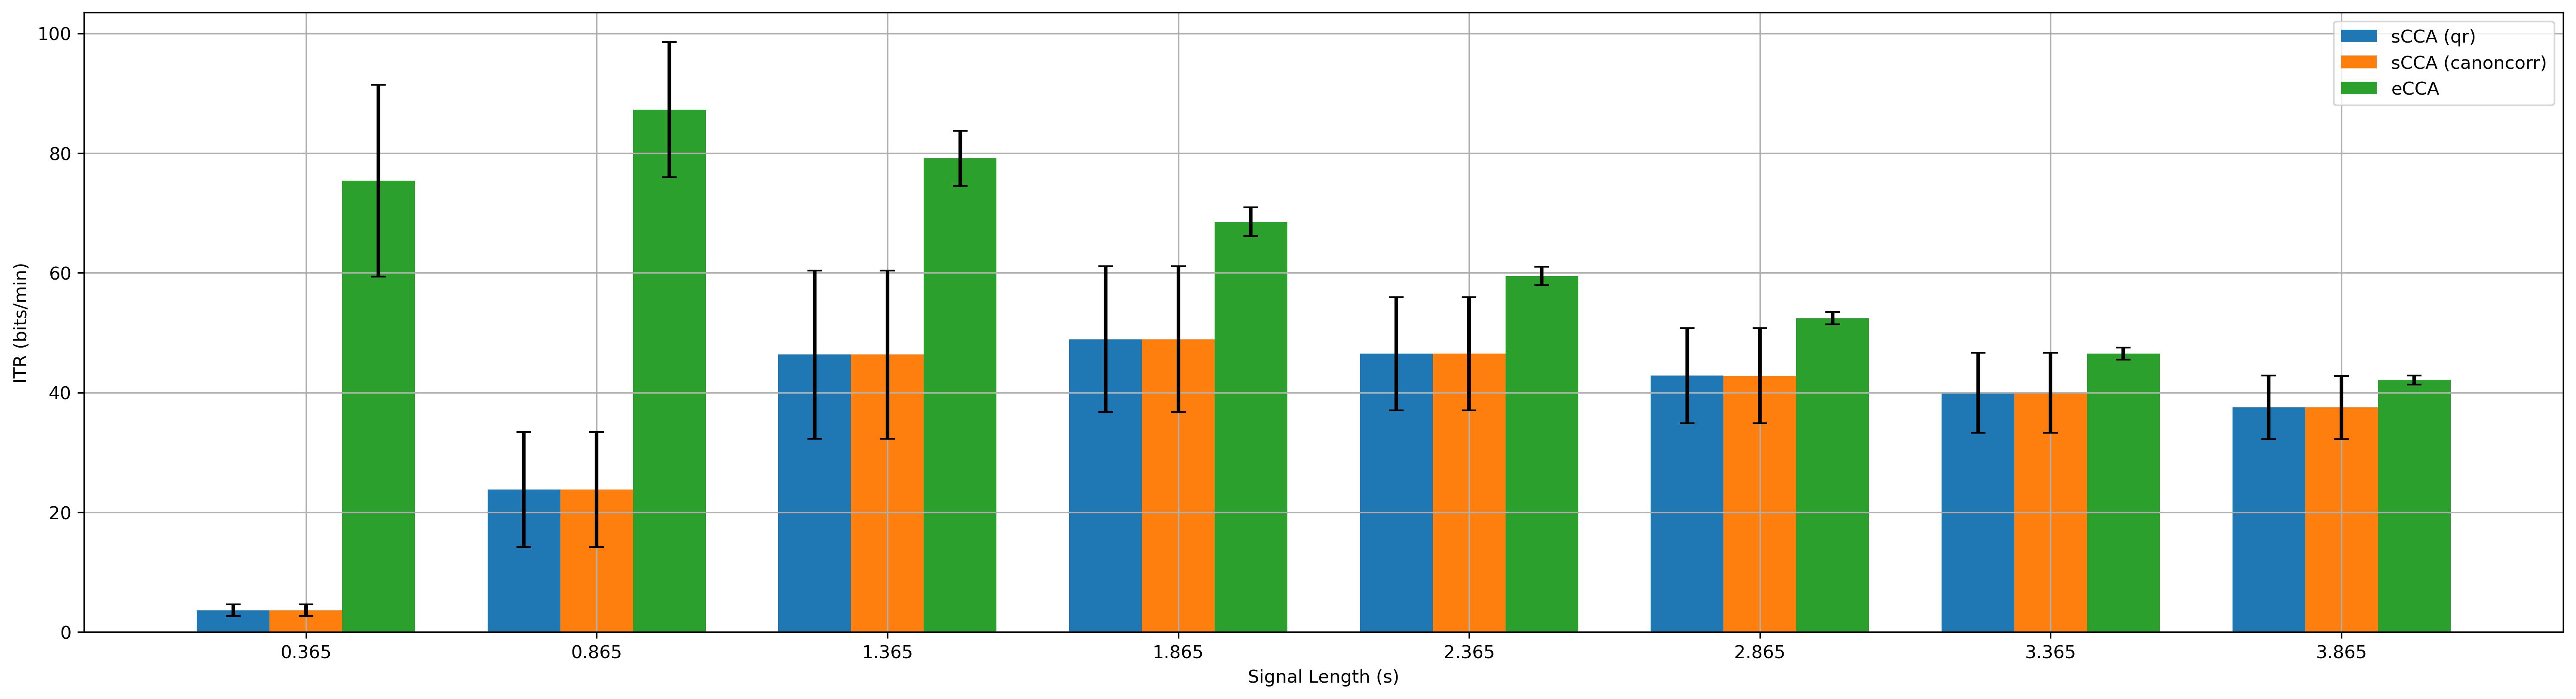 100
80
60
40
20
0
ITR (bits/min)
sCCA (qr)
sCCA (canoncorr)
eCCA
0.365 0.865 1.365 1.865 2.365 2.865 3.365 3.865
Signal Length (s)